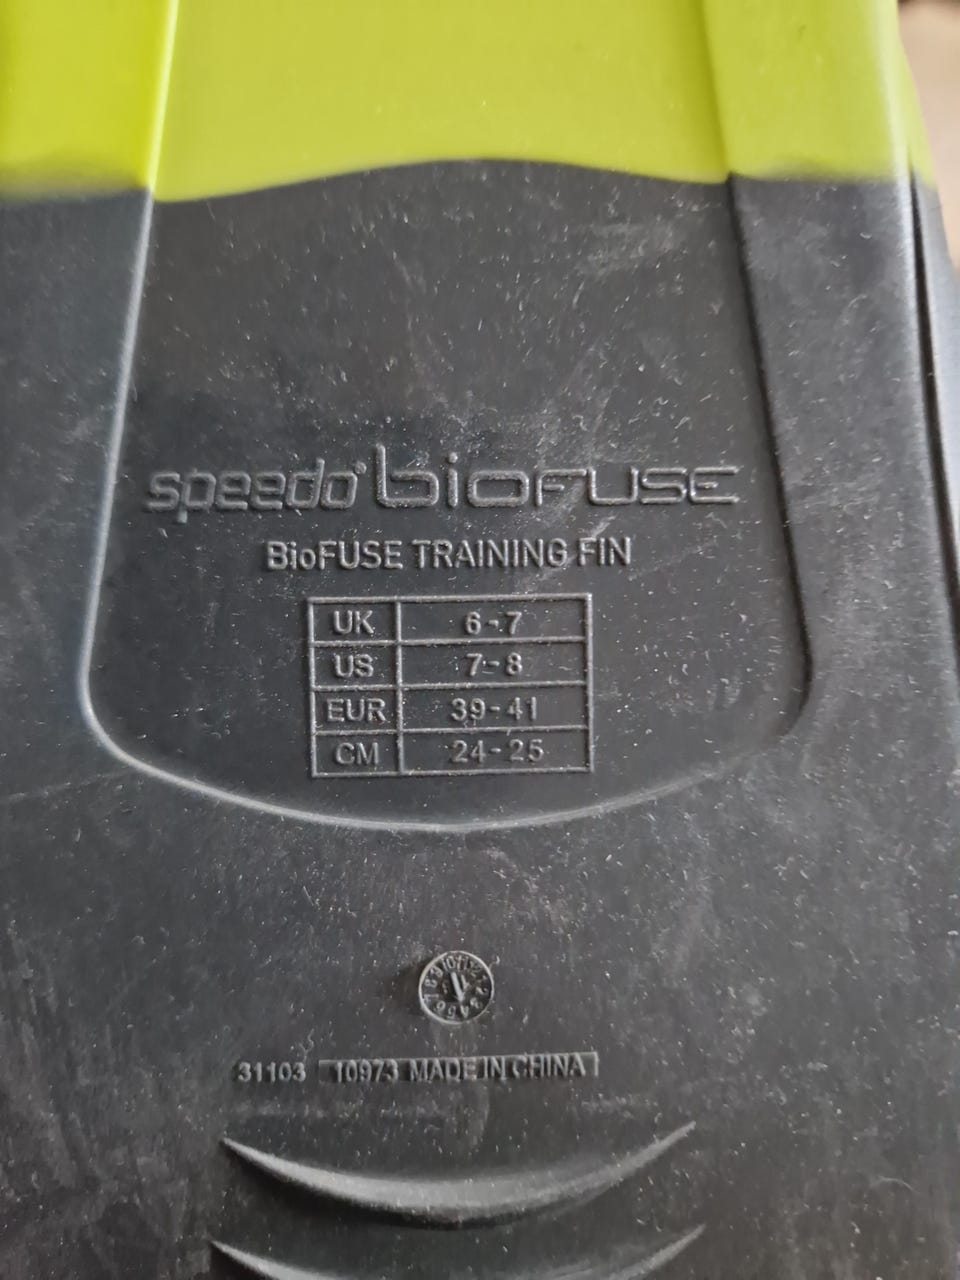 speedo® bioFUSE
BioFUSE TRAINING FIN
UK 6-7
US 7-8
EUR 39-41
CM 24-25
31103 10973 MADE IN CHINA